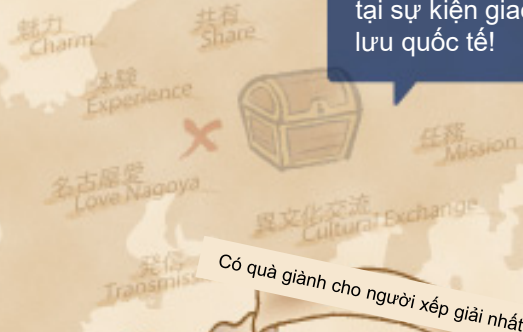 tại sự kiện giao
lưu quốc tế!
魅力
Charm
共有
Share
体験
Experience
任務
Mission
名古屋愛
Love Nagoya
異文化交流
Cultural Exchange
発信
Transmiss
Có quà giành cho người xếp giải nhất